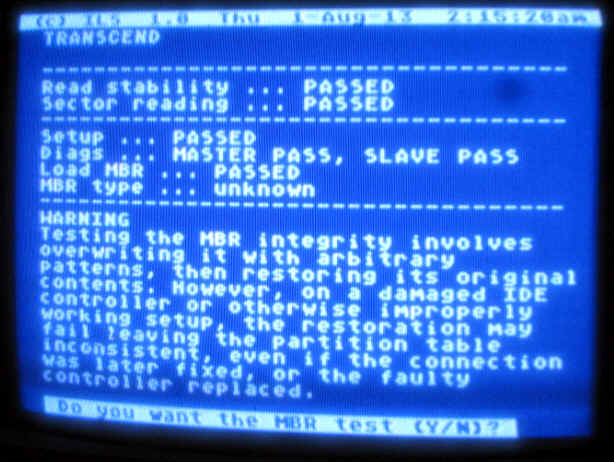 (c) ILS 1.0 Thu 1-Aug-13 2:15:20am
TRANSCEND
------------------------------------
Read stability ... PASSED
Sector reading ... PASSED
------------------------------------
Setup ... PASSED
Diags ... MASTER PASS, SLAVE PASS
Load MBR ... PASSED
MBR type ... unknown
------------------------------------
WARNING
Testing the MBR integrity involves
overwriting it with arbitrary
patterns, then restoring its original
contents. However, on a damaged IDE
controller or otherwise improperly
working setup, the restoration may
fail leaving the partition table
inconsistent, even if the connection
was later fixed, or the faulty
controller replaced.
Do you want the MBR test (Y/N)?